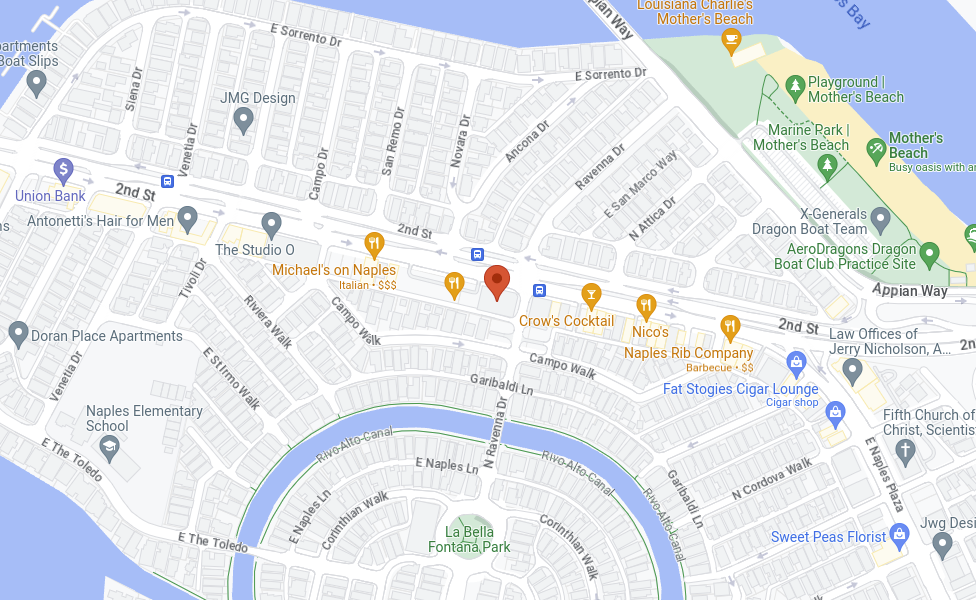 Louisiana Charlie's
Mother's Beach
Appian Way
s Bay
E Sorrento Dr
partments
Boat Slips
E Sorrento Dr
Siena Dr
JMG Design
Playground |
Mother's Beach
Venetia Dr
Campo Dr
San Remo Dr
Novara Dr
Ancona Dr
Marine Park |
Mother's Beach
Mother's
Beach
Busy oasis with an
Ravenna Dr
E San Marco Way
Union Bank
2nd St
Antonetti's Hair for Men
The Studio O
2nd St
N Attica Dr
X-Generals
Dragon Boat Team
ns
AeroDragons Dragon
Boat Club Practice Site
Michael's on Naples
Italian • $$$
Tivoli Dr
Appian Way
Riviera Walk
Campo Walk
Crow's Cocktail
Nico's
2nd St
2n
Doran Place Apartments
Law Offices of
Jerry Nicholson, A...
Naples Rib Company
Barbecue • $$
Venetia Dr
E St Irmo Walk
Campo Walk
Garibaldi Ln
Fat Stogies Cigar Lounge
Cigar shop
Naples Elementary
School
N Ravenna Dr
Fifth Church of
Christ, Scientist
E The Toledo
Rivo Alto Canal
E Naples Ln
Rivo Alto Canal
N Cordova Walk
E Naples Plaza
Garibaldi Ln
Rivo Alto Canal
E Naples Ln
Corinthian Walk
La Bella
Fontana Park
Corinthian Walk
E The Toledo
Sweet Peas Florist
Jwg Desi